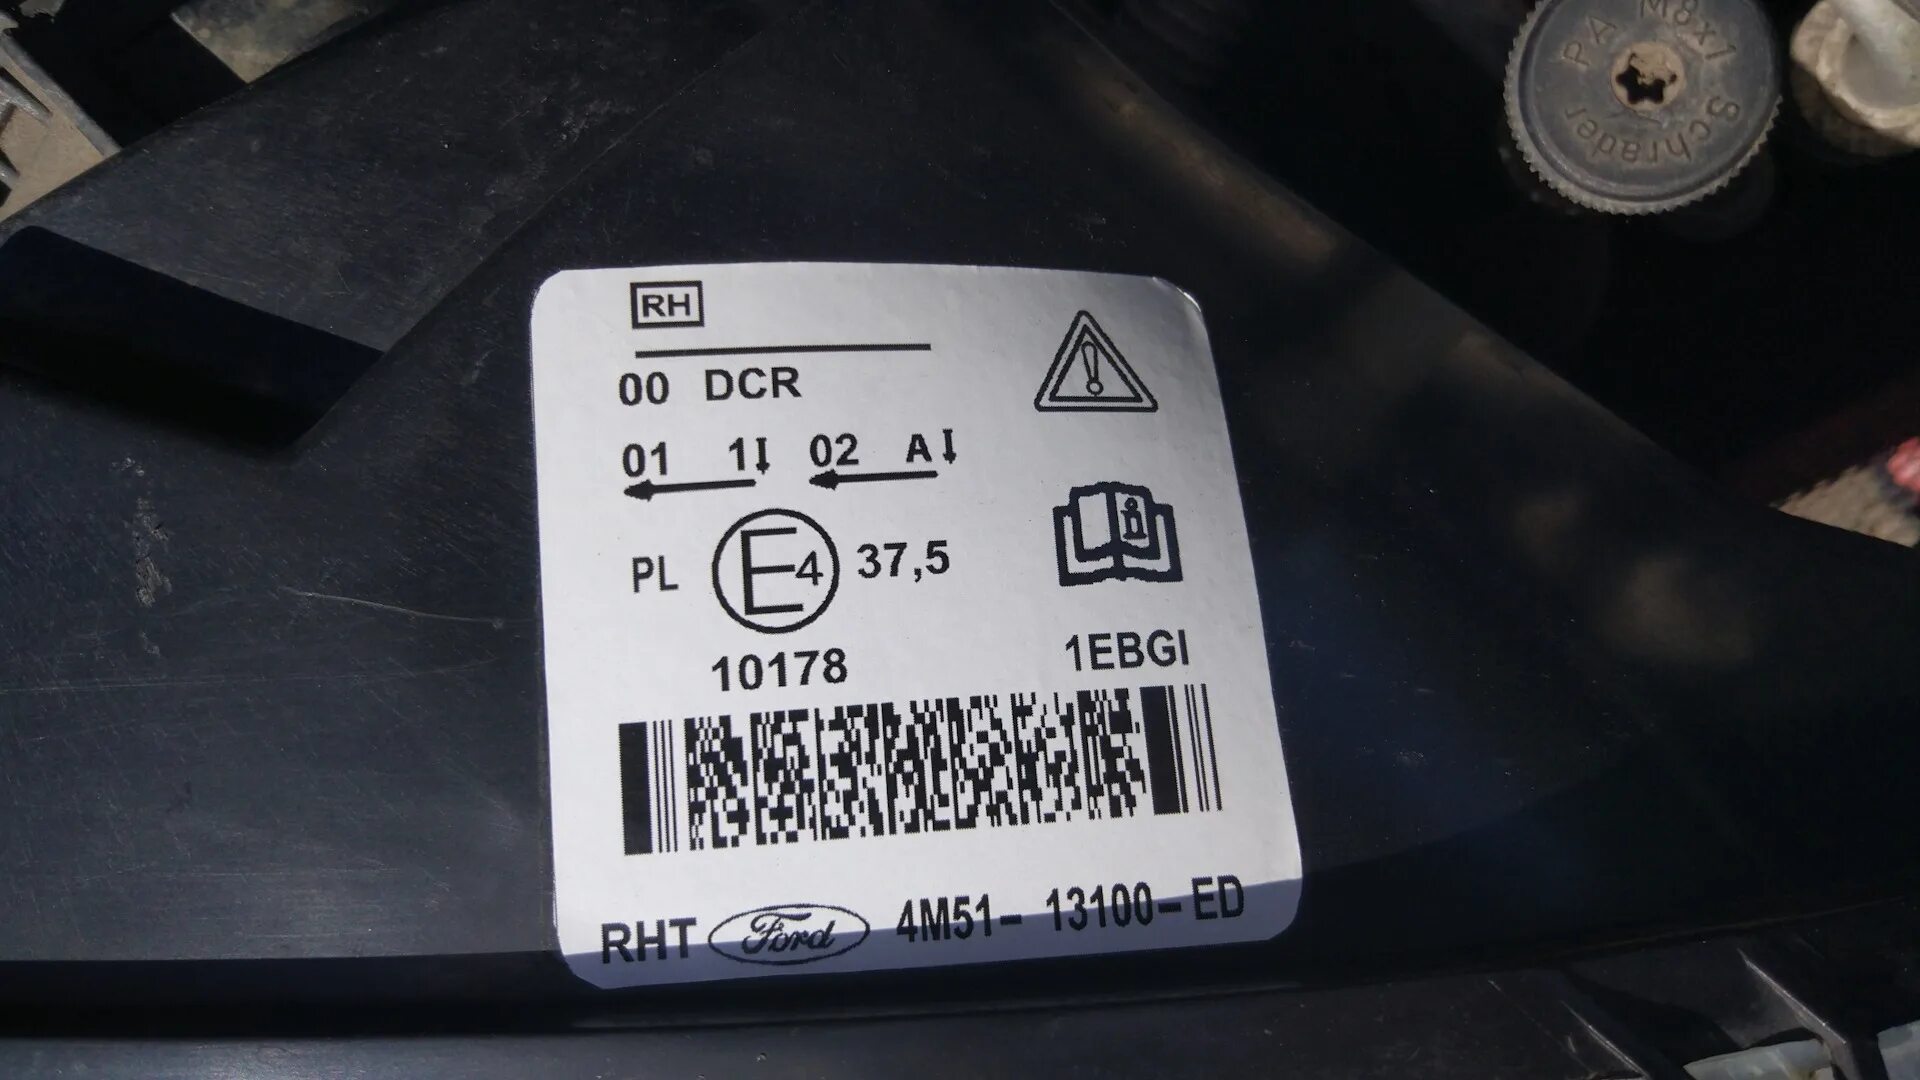 PA M8x1 Schrader
RH
00 DCR
01 1 02 A
PL E4 37,5
10178 1EBGI
RHT Ford 4M51-13100-ED